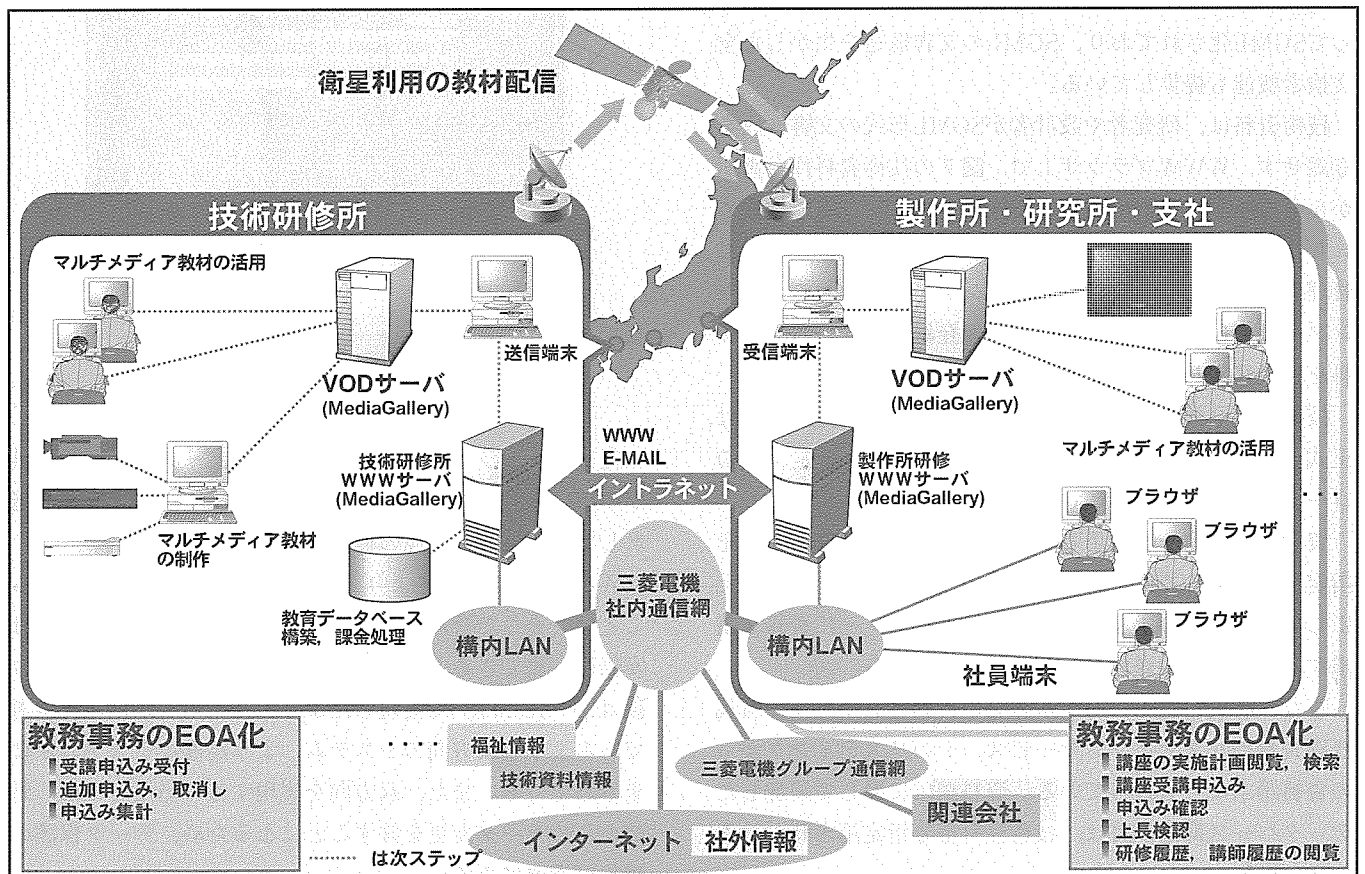 衛星利用の教材配信
技術研修所
マルチメディア教材の活用
送信端末
VODサーバ
(MediaGallery)
技術研修所
WWWサーバ
(MediaGallery)
マルチメディア教材
の制作
教育データベース
構築，課金処理
構内LAN
WWW
E-MAIL
イントラネット
三菱電機
社内通信網
製作所・研究所・支社
受信端末
VODサーバ
(MediaGallery)
マルチメディア教材の活用
製作所研修
WWWサーバ
(MediaGallery)
ブラウザ
ブラウザ
ブラウザ
・・・
構内LAN
社員端末
教務事務のEOA化
受講申込み受付
追加申込み，取消し
申込み集計
・・・・ 福祉情報
技術資料情報
三菱電機グループ通信網
関連会社
インターネット 社外情報
........ は次ステップ
教務事務のEOA化
講座の実施計画閲覧，検索
講座受講申込み
申込み確認
上長検認
研修履歴，講師履歴の閲覧